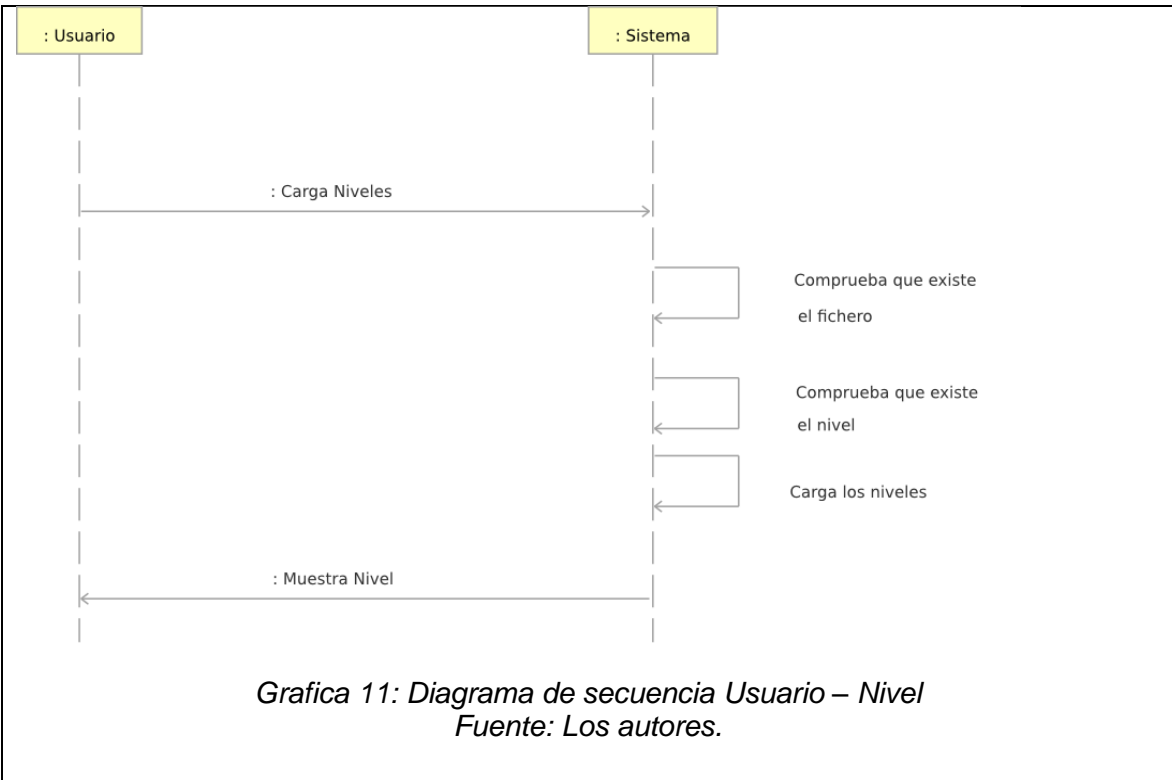 : Usuario
: Sistema
: Carga Niveles
Comprueba que existe
el fichero
Comprueba que existe
el nivel
Carga los niveles
: Muestra Nivel
Grafica 11: Diagrama de secuencia Usuario – Nivel
Fuente: Los autores.